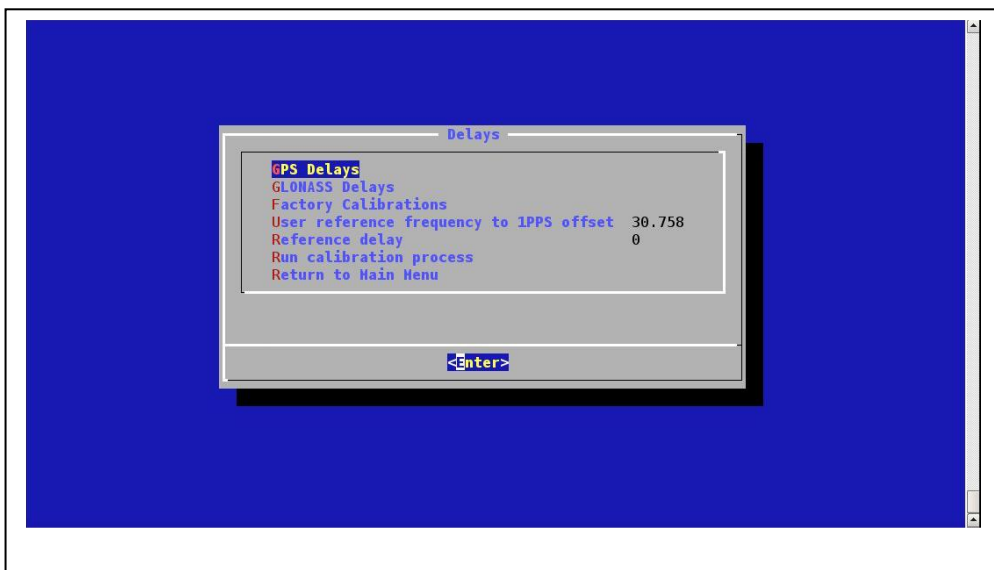 Delays
GPS Delays
GLONASS Delays
Factory Calibrations
User reference frequency to 1PPS offset 30.758
Reference delay 0
Run calibration process
Return to Main Menu
<Enter>